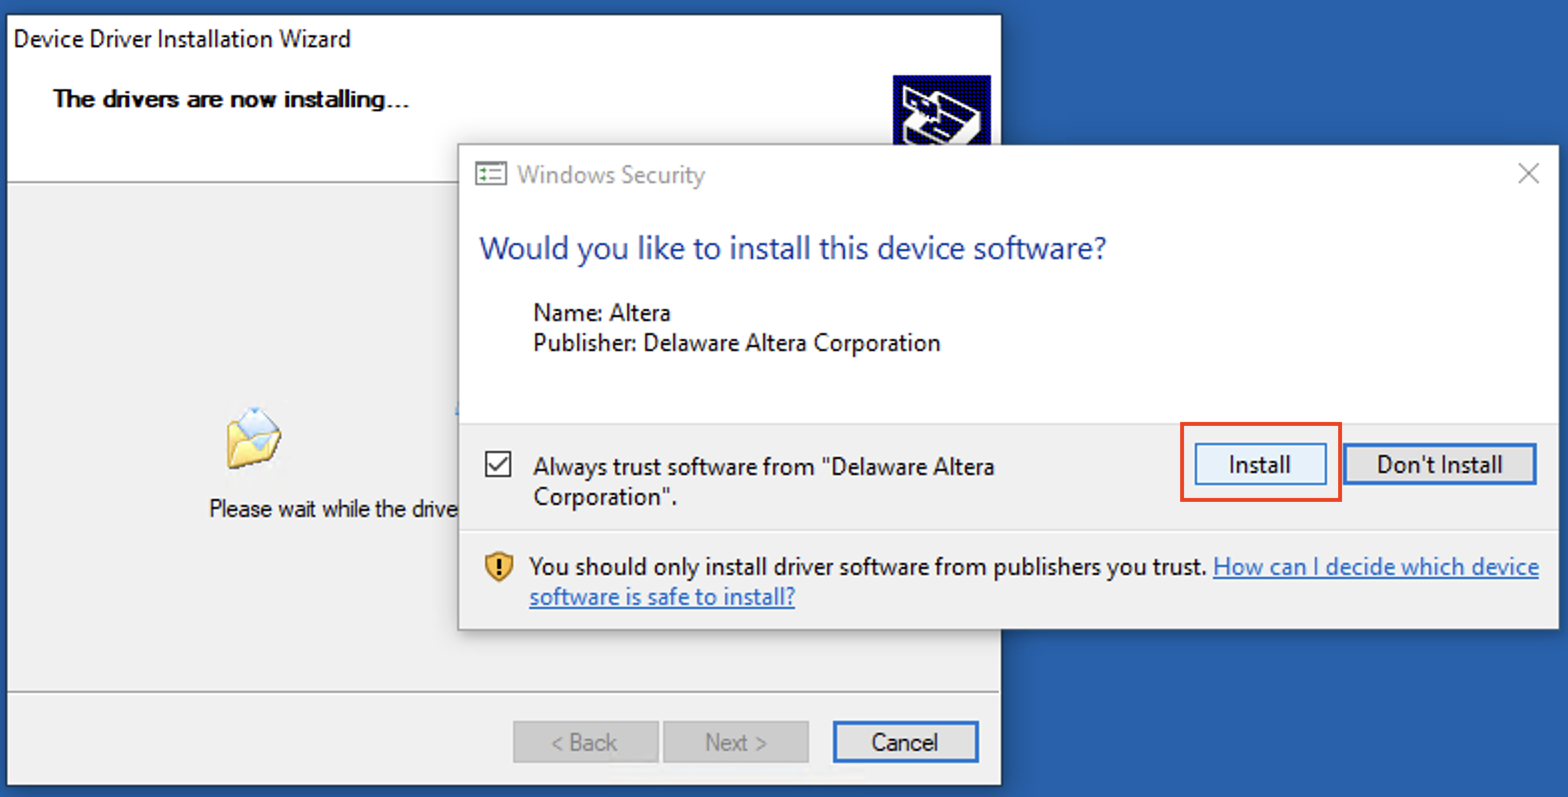 Device Driver Installation Wizard
The drivers are now installing...
Windows Security
Would you like to install this device software?
Name: Altera
Publisher: Delaware Altera Corporation
Always trust software from "Delaware Altera
Corporation".
Install
Don't Install
Please wait while the drive
You should only install driver software from publishers you trust. How can I decide which device
software is safe to install?
< Back
Next >
Cancel